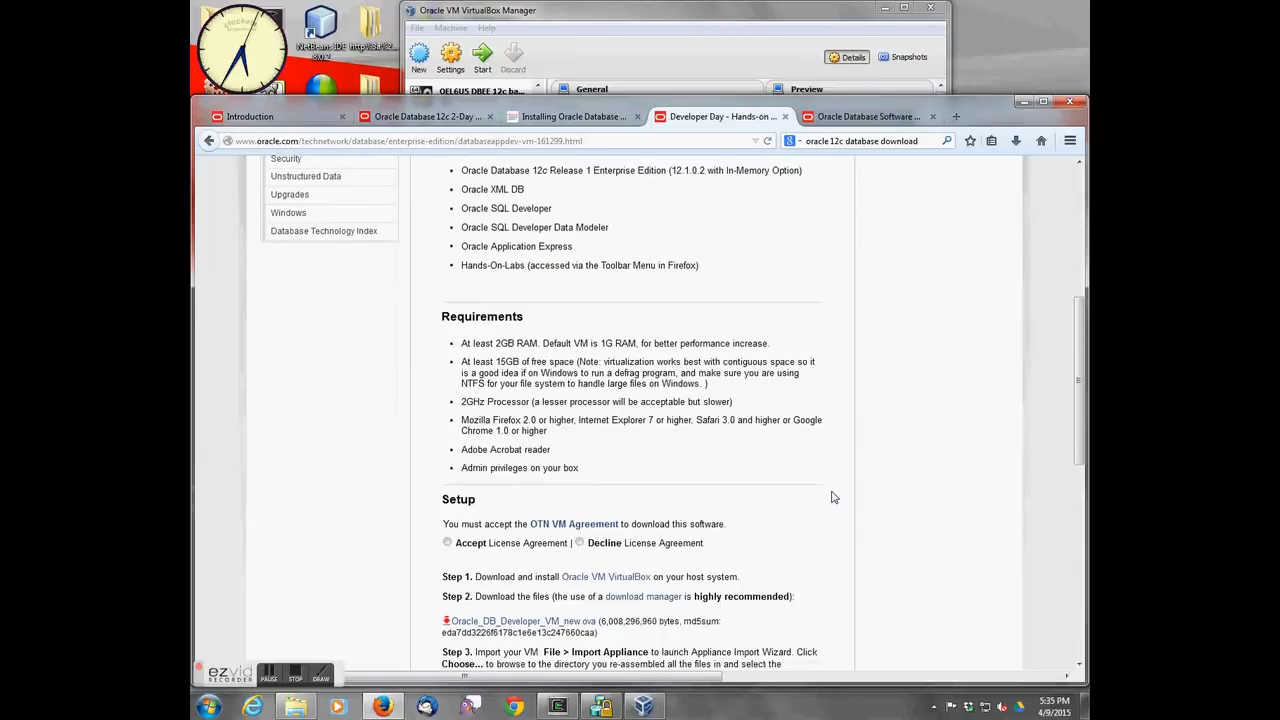 Oracle VM VirtualBox Manager
NetBeans IDE
8.0.2
http%3a%2...
File Machine Help
New Settings Start Discard
Details Snapshots
General Preview
Introduction
Oracle Database 12c 2-Day ...
Installing Oracle Database ...
Developer Day - Hands-on ...
Oracle Database Software ...
www.oracle.com/technetwork/database/enterprise-edition/databaseappdev-vm-161299.html
oracle 12c database download
Security
Unstructured Data
Upgrades
Windows
Database Technology Index
Oracle Database 12c Release 1 Enterprise Edition (12.1.0.2 with In-Memory Option)
Oracle XML DB
Oracle SQL Developer
Oracle SQL Developer Data Modeler
Oracle Application Express
Hands-On-Labs (accessed via the Toolbar Menu in Firefox)
Requirements
At least 2GB RAM. Default VM is 1G RAM, for better performance increase.
At least 15GB of free space (Note: virtualization works best with contiguous space so it
is a good idea if on Windows to run a defrag program, and make sure you are using
NTFS for your file system to handle large files on Windows. )
2GHz Processor (a lesser processor will be acceptable but slower)
Mozilla Firefox 2.0 or higher, Internet Explorer 7 or higher. Safari 3.0 and higher or Google
Chrome 1.0 or higher
Adobe Acrobat reader
Admin privileges on your box
Setup
You must accept the OTN VM Agreement to download this software.
Accept License Agreement | Decline License Agreement
Step 1. Download and install Oracle VM VirtualBox on your host system.
Step 2. Download the files (the use of a download manager is highly recommended):
Oracle_DB_Developer_VM_new.ova (6,008,296,960 bytes, md5sum:
eda7dd3226f6178c1e6e13c247660caa)
Step 3. Import your VM: File > Import Appliance to launch Appliance Import Wizard. Click
Choose... to browse to the directory you re-assembled all the files in and select the
ezvid
RECORDER
PAUSE STOP DRAW
5:35 PM
4/9/2015